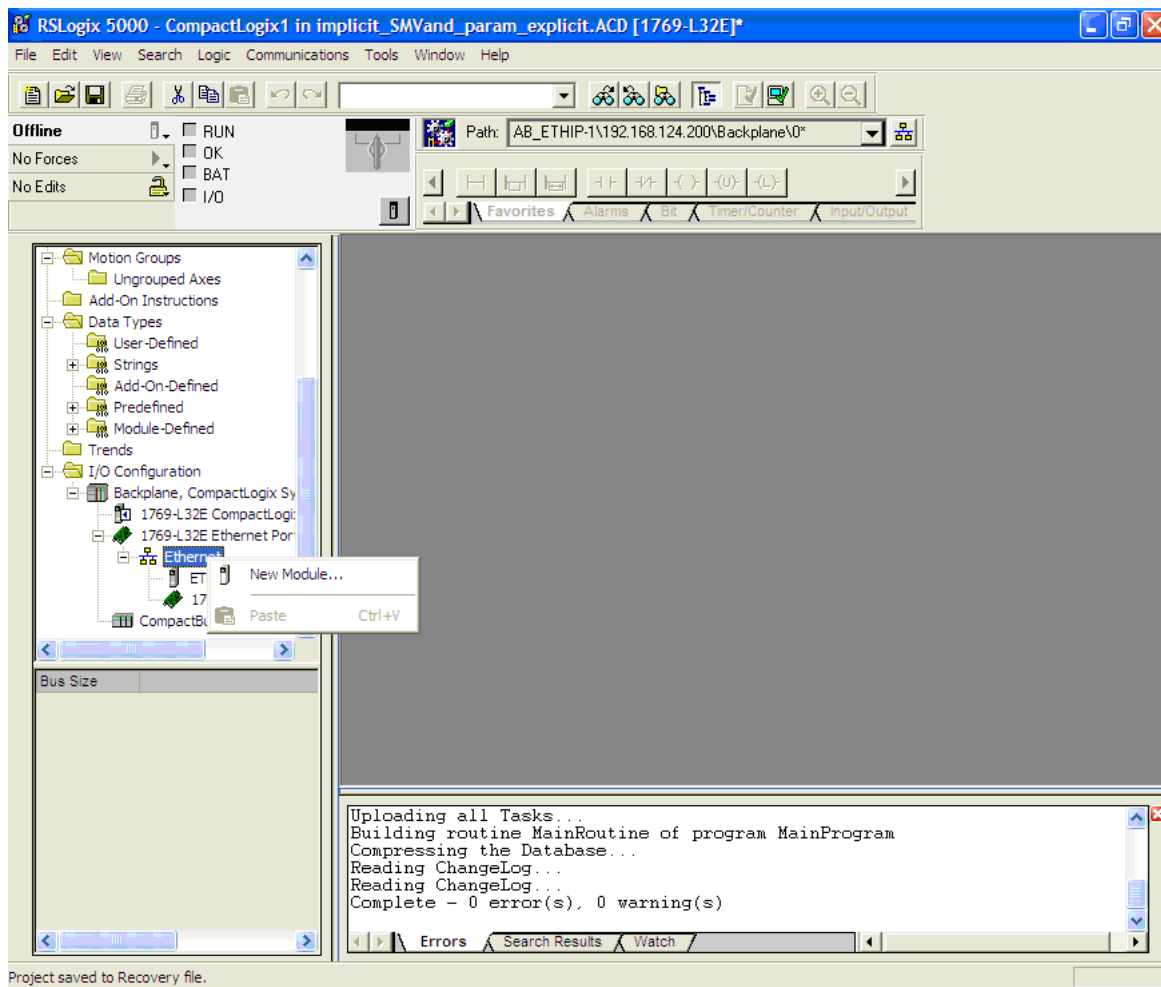 RSLogix 5000 - CompactLogix1 in implicit_SMVand_param_explicit.ACD [1769-L32E]*
File Edit View Search Logic Communications Tools Window Help
Offline RUN
No Forces OK
No Edits BAT
I/O
Path: AB_ETHIP-1\192.168.124.200\Backplane\0*
Favorites Alarms Bit Timer/Counter Input/Output
Motion Groups
Ungrouped Axes
Add-On Instructions
Data Types
User-Defined
Strings
Add-On-Defined
Predefined
Module-Defined
Trends
I/O Configuration
Backplane, CompactLogix Sy
1769-L32E CompactLogi
1769-L32E Ethernet Por
Ethernet
ET
17
CompactBu
New Module...
Paste Ctrl+V
Bus Size
Uploading all Tasks...
Building routine MainRoutine of program MainProgram
Compressing the Database...
Reading ChangeLog...
Reading ChangeLog...
Complete - 0 error(s), 0 warning(s)
Errors Search Results Watch
Project saved to Recovery file.